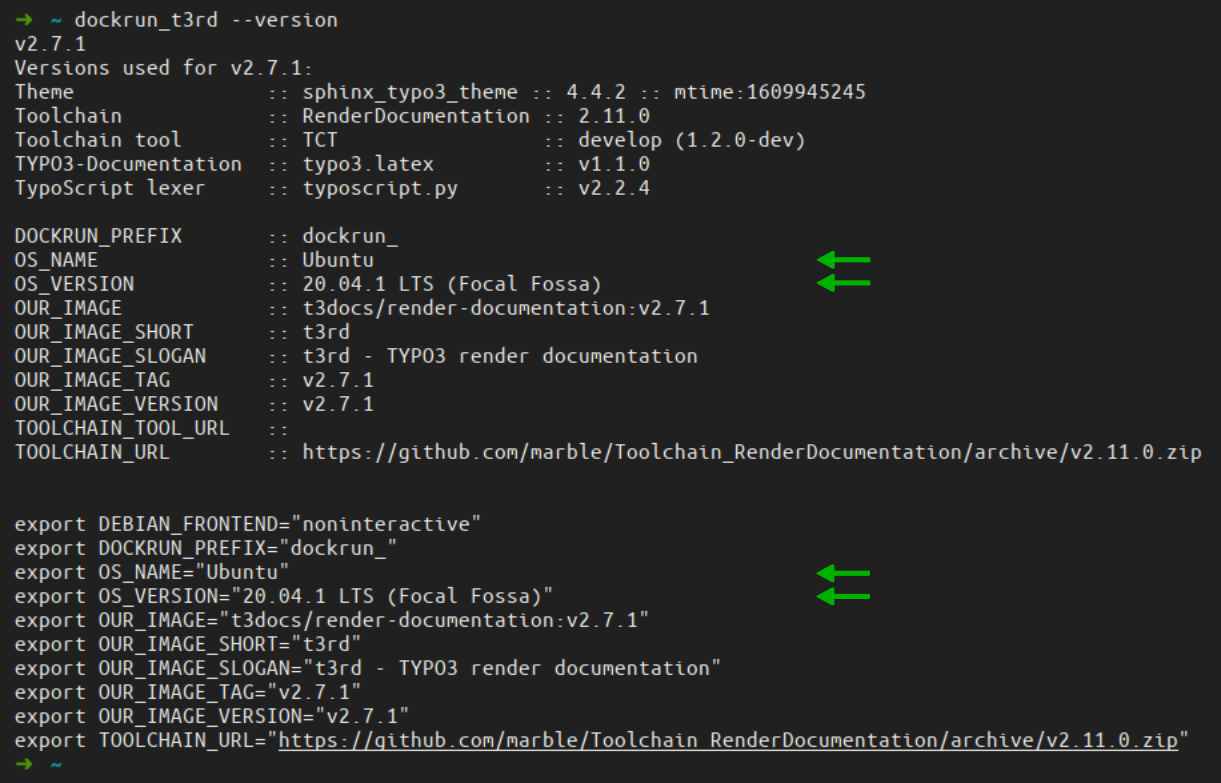 ➜ ~ dockrun_t3rd --version
v2.7.1
Versions used for v2.7.1:
Theme :: sphinx_typo3_theme :: 4.4.2 :: mtime:1609945245
Toolchain :: RenderDocumentation :: 2.11.0
Toolchain tool :: TCT :: develop (1.2.0-dev)
TYPO3-Documentation :: typo3.latex :: v1.1.0
TypoScript lexer :: typoscript.py :: v2.2.4
DOCKRUN_PREFIX :: dockrun_
OS_NAME :: Ubuntu
OS_VERSION :: 20.04.1 LTS (Focal Fossa)
OUR_IMAGE :: t3docs/render-documentation:v2.7.1
OUR_IMAGE_SHORT :: t3rd
OUR_IMAGE_SLOGAN :: t3rd - TYPO3 render documentation
OUR_IMAGE_TAG :: v2.7.1
OUR_IMAGE_VERSION :: v2.7.1
TOOLCHAIN_TOOL_URL ::
TOOLCHAIN_URL :: https://github.com/marble/Toolchain_RenderDocumentation/archive/v2.11.0.zip
export DEBIAN_FRONTEND="noninteractive"
export DOCKRUN_PREFIX="dockrun_"
export OS_NAME="Ubuntu"
export OS_VERSION="20.04.1 LTS (Focal Fossa)"
export OUR_IMAGE="t3docs/render-documentation:v2.7.1"
export OUR_IMAGE_SHORT="t3rd"
export OUR_IMAGE_SLOGAN="t3rd - TYPO3 render documentation"
export OUR_IMAGE_TAG="v2.7.1"
export OUR_IMAGE_VERSION="v2.7.1"
export TOOLCHAIN_URL="https://github.com/marble/Toolchain_RenderDocumentation/archive/v2.11.0.zip"
➜ ~